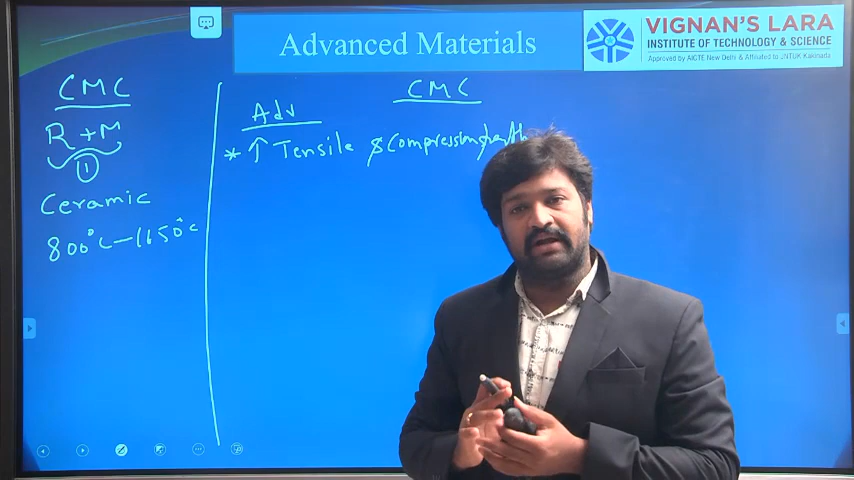 Advanced Materials
VIGNAN'S LARA
INSTITUTE OF TECHNOLOGY & SCIENCE
Approved by AICTE New Delhi & Affiliated to JNTUK Kakinada
CMC
R + M
1
Ceramic
800°C-1650°C
CMC
Adv
* ↑ Tensile & Compression